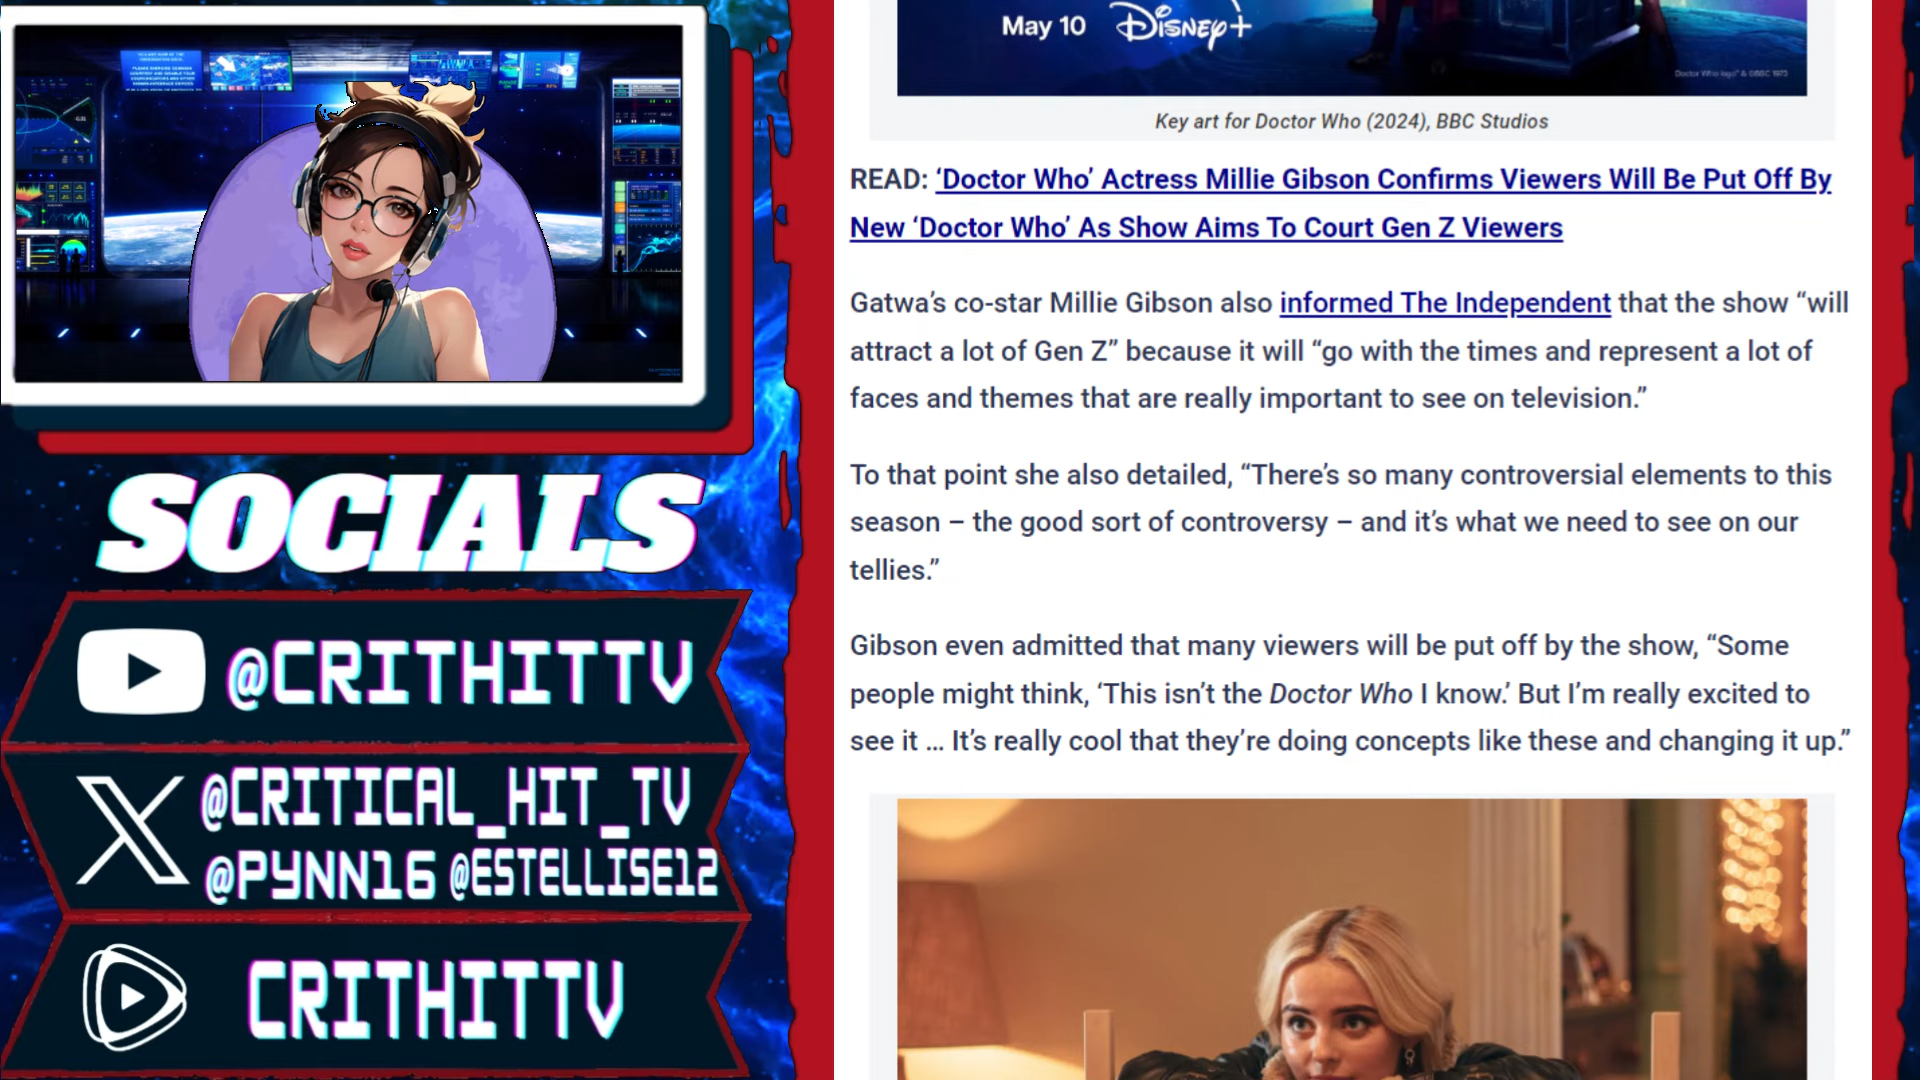 SOCIALS
@CRITHITTV
@CRITICAL_HIT_TV
@PYNN16 @ESTELLISE12
CRITHITTV
May 10 Disney+
Key art for Doctor Who (2024), BBC Studios
READ: ‘Doctor Who’ Actress Millie Gibson Confirms Viewers Will Be Put Off By
New ‘Doctor Who’ As Show Aims To Court Gen Z Viewers
Gatwa’s co-star Millie Gibson also informed The Independent that the show “will
attract a lot of Gen Z” because it will “go with the times and represent a lot of
faces and themes that are really important to see on television.”
To that point she also detailed, “There’s so many controversial elements to this
season – the good sort of controversy – and it’s what we need to see on our
tellies.”
Gibson even admitted that many viewers will be put off by the show, “Some
people might think, ‘This isn’t the Doctor Who I know.’ But I’m really excited to
see it … It’s really cool that they’re doing concepts like these and changing it up.”